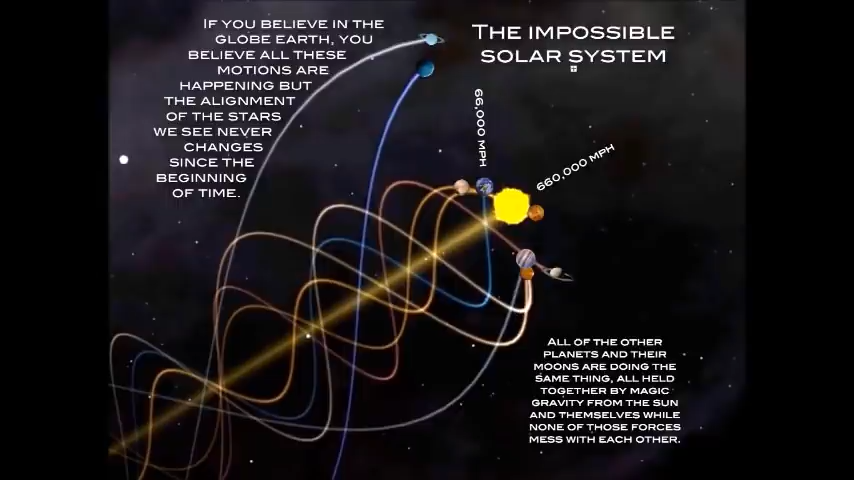 If you believe in the
globe earth, you
believe all these
motions are
happening but
the alignment
of the stars
we see never
changes
since the
beginning
of time.
The impossible
solar system
66,000 mph
660,000 mph
All of the other
planets and their
moons are doing the
same thing, all held
together by magic
gravity from the sun
and themselves while
none of those forces
mess with each other.